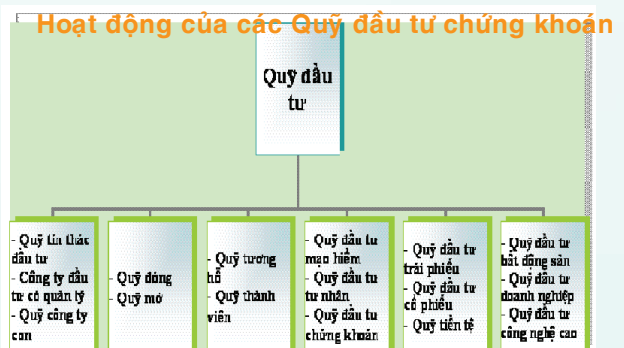 Hoạt động của các Quỹ đầu tư chứng khoán
Quỹ đầu
tư
- Quỹ tín thác
đầu tư
- Công ty đầu
tư có quản lý
- Quỹ công ty
con
- Quỹ đóng
- Quỹ mở
- Quỹ tương
hỗ
- Quỹ thành
viên
- Quỹ đầu tư
mạo hiểm
- Quỹ đầu tư
tư nhân
- Quỹ đầu tư
chứng khoán
- Quỹ đầu tư
trái phiếu
- Quỹ đầu tư
cổ phiếu
- Quỹ tiền tệ
- Quỹ đầu tư
bất động sản
- Quỹ đầu tư
doanh nghiệp
- Quỹ đầu tư
công nghệ cao